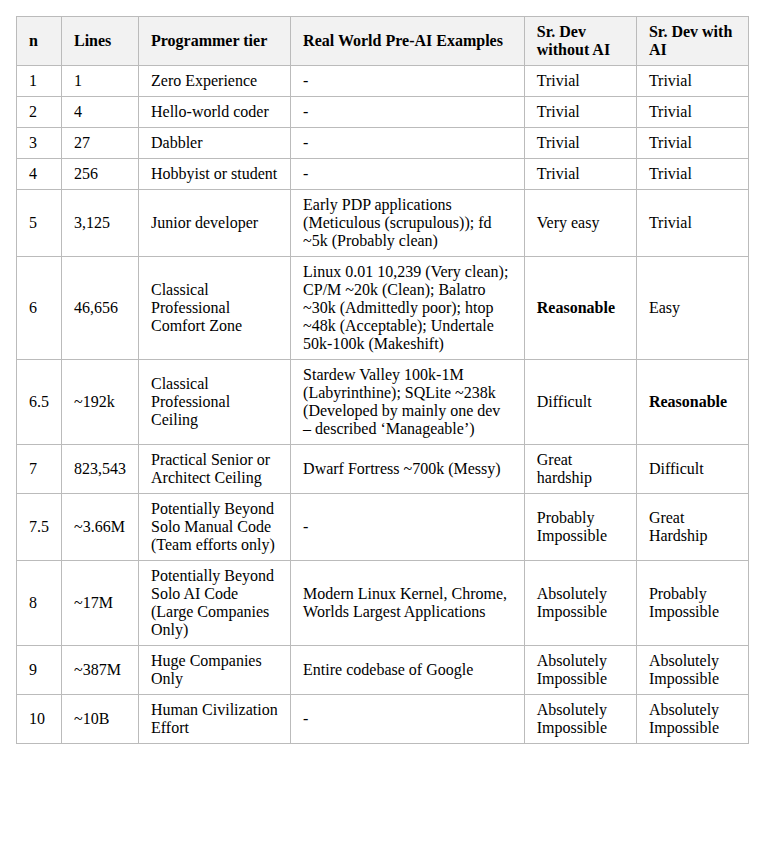 n Lines Programmer tier Real World Pre-AI Examples Sr. Dev without AI Sr. Dev with AI
1 1 Zero Experience - Trivial Trivial
2 4 Hello-world coder - Trivial Trivial
3 27 Dabbler - Trivial Trivial
4 256 Hobbyist or student - Trivial Trivial
5 3,125 Junior developer Early PDP applications (Meticulous (scrupulous)); fd ~5k (Probably clean) Very easy Trivial
6 46,656 Classical Professional Comfort Zone Linux 0.01 10,239 (Very clean); CP/M ~20k (Clean); Balatro ~30k (Admittedly poor); htop ~48k (Acceptable); Undertale 50k-100k (Makeshift) Reasonable Easy
6.5 ~192k Classical Professional Ceiling Stardew Valley 100k-1M (Labyrinthine); SQLite ~238k (Developed by mainly one dev – described ‘Manageable’) Difficult Reasonable
7 823,543 Practical Senior or Architect Ceiling Dwarf Fortress ~700k (Messy) Great hardship Difficult
7.5 ~3.66M Potentially Beyond Solo Manual Code (Team efforts only) - Probably Impossible Great Hardship
8 ~17M Potentially Beyond Solo AI Code (Large Companies Only) Modern Linux Kernel, Chrome, Worlds Largest Applications Absolutely Impossible Probably Impossible
9 ~387M Huge Companies Only Entire codebase of Google Absolutely Impossible Absolutely Impossible
10 ~10B Human Civilization Effort - Absolutely Impossible Absolutely Impossible